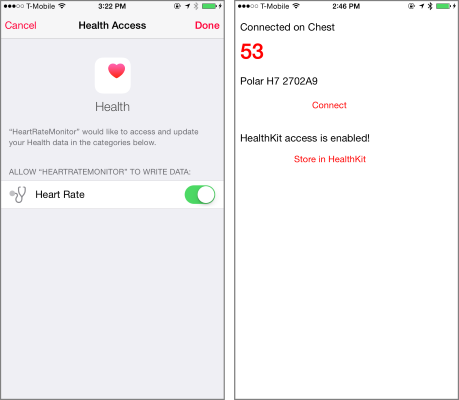 ●●●○○ T-Mobile 3:22 PM
Cancel Health Access Done
Health
“HeartRateMonitor” would like to access and update
your Health data in the categories below.
ALLOW “HEARTRATEMONITOR” TO WRITE DATA:
Heart Rate
●●●○○ T-Mobile 2:46 PM
Connected on Chest
53
Polar H7 2702A9
Connect
HealthKit access is enabled!
Store in HealthKit